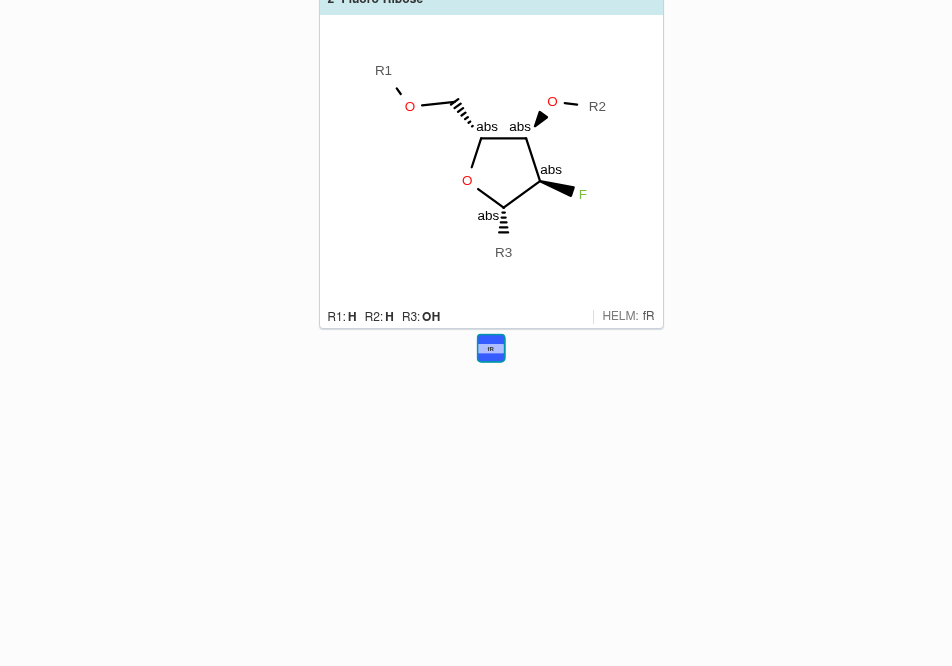 2'-Fluoro Ribose
R1
O
O
R2
abs
abs
abs
O
F
abs
R3
R1: H R2: H R3: OH
HELM: fR
fR